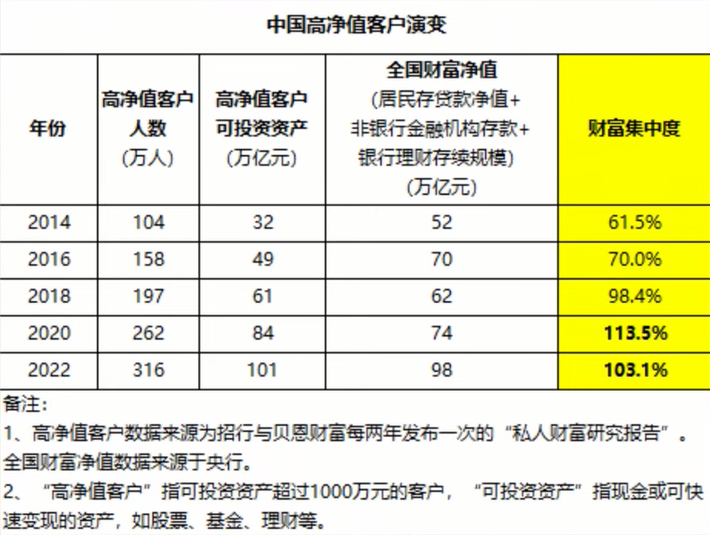 中国高净值客户演变
年份
高净值客户
人数
(万人)
高净值客户
可投资资产
(万亿元)
全国财富净值
(居民存贷款净值+
非银行金融机构存款+
银行理财存续规模)
(万亿元)
财富集中度
2014 104 32 52 61.5%
2016 158 49 70 70.0%
2018 197 61 62 98.4%
2020 262 84 74 113.5%
2022 316 101 98 103.1%
备注：
1、高净值客户数据来源为招行与贝恩财富每两年发布一次的“私人财富研究报告”。
全国财富净值数据来源于央行。
2、“高净值客户”指可投资资产超过1000万元的客户，“可投资资产”指现金或可快
速变现的资产，如股票、基金、理财等。